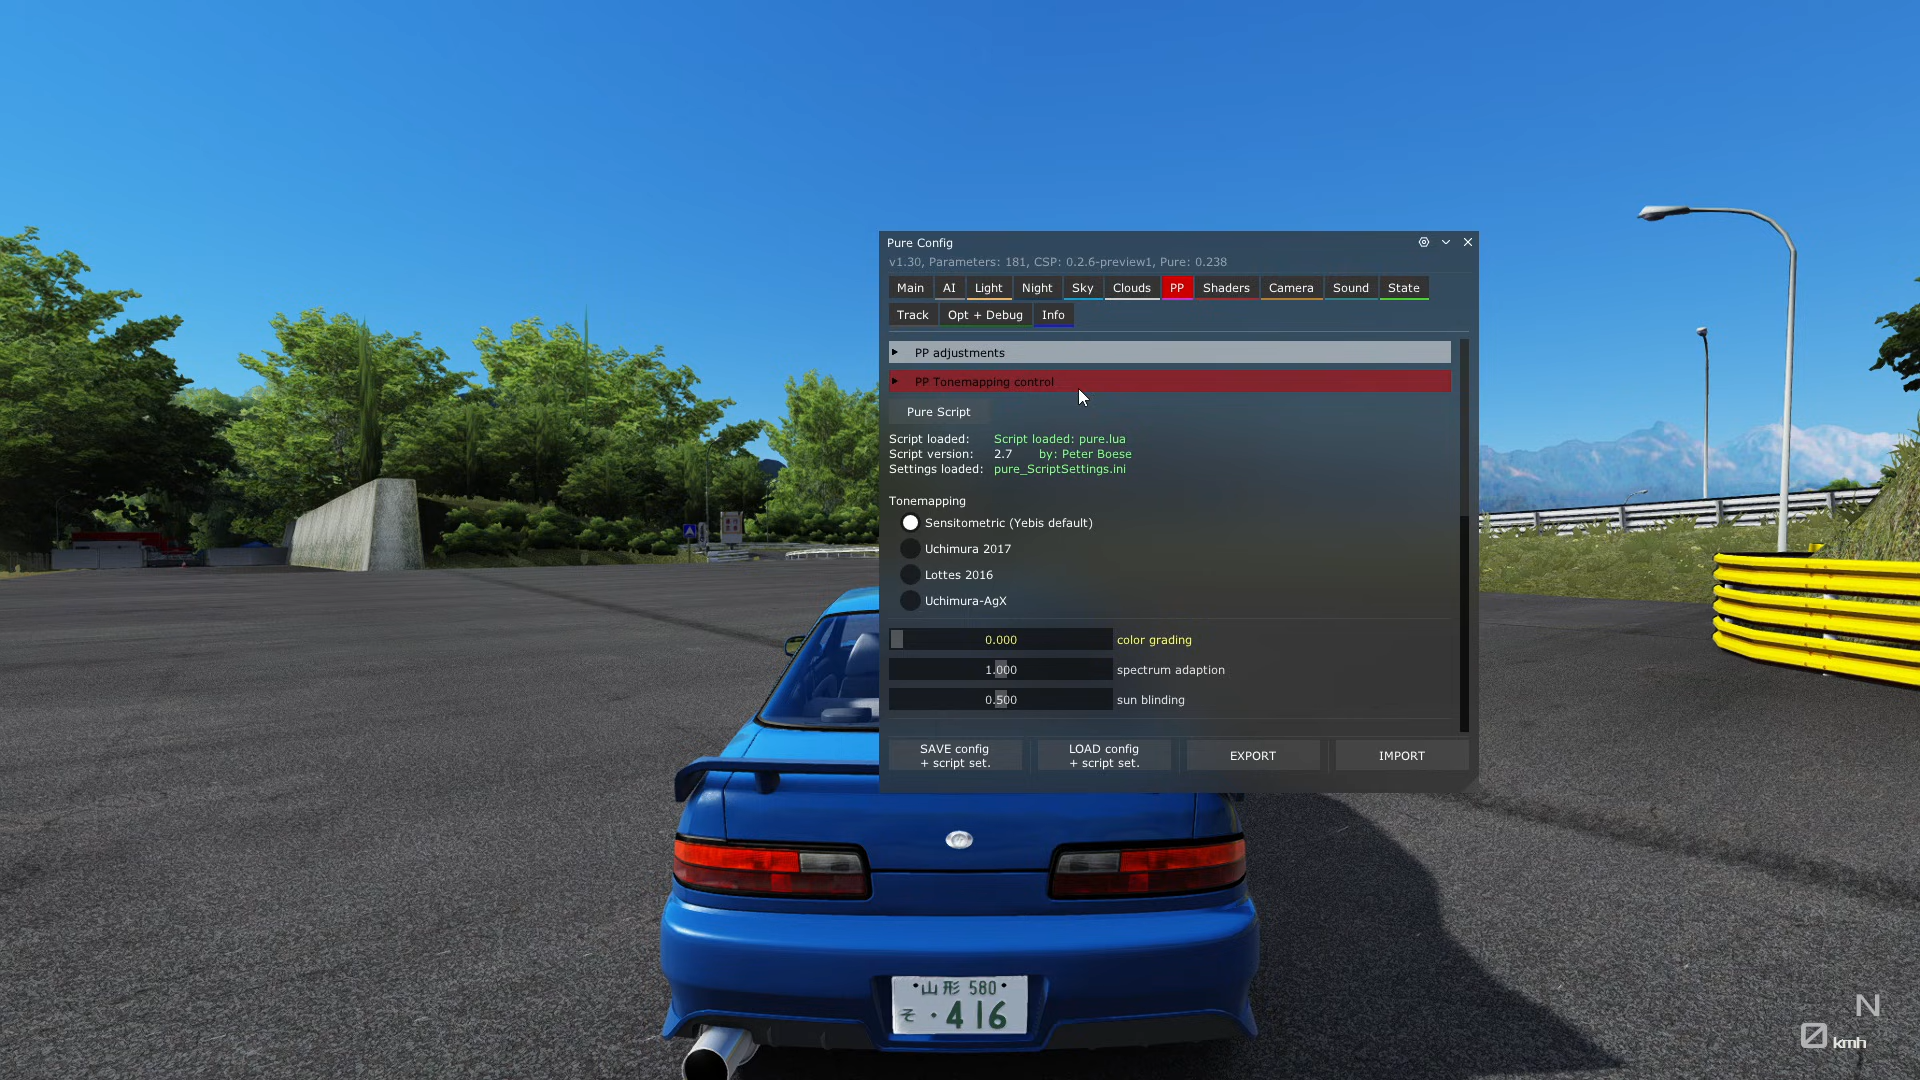 Pure Config
v1.30, Parameters: 181, CSP: 0.2.6-preview1, Pure: 0.238
Main AI Light Night Sky Clouds PP Shaders Camera Sound State
Track Opt + Debug Info
PP adjustments
PP Tonemapping control
Pure Script
Script loaded: Script loaded: pure.lua
Script version: 2.7 by: Peter Boese
Settings loaded: pure_ScriptSettings.ini
Tonemapping
Sensitometric (Yebis default)
Uchimura 2017
Lottes 2016
Uchimura-AgX
0.000 color grading
1.000 spectrum adaption
0.500 sun blinding
SAVE config
+ script set.
LOAD config
+ script set.
EXPORT
IMPORT
山形 580
そ ・416
N
0 kmh